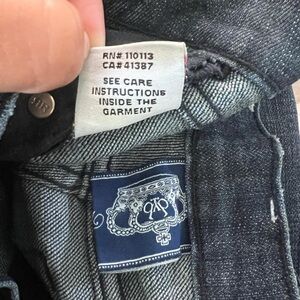 RN# 110113
CA# 41387
SEE CARE
INSTRUCTIONS
INSIDE THE
GARMENT